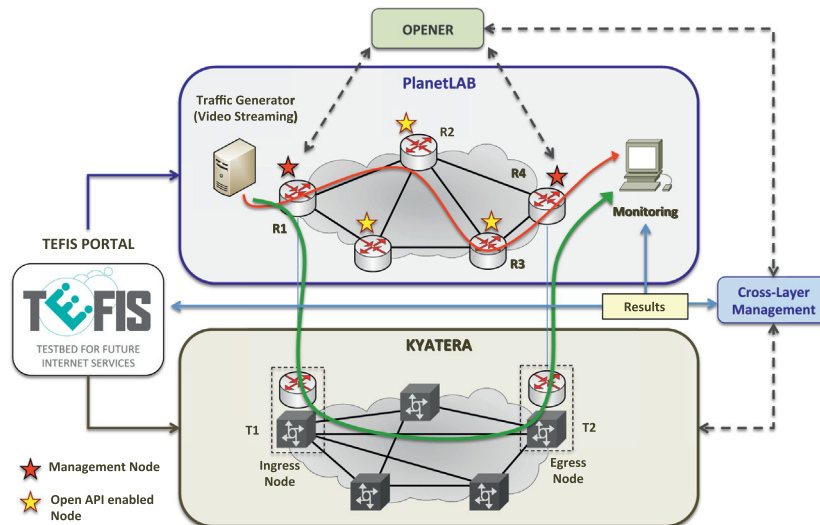 OPENER
PlanetLAB
Traffic Generator
(Video Streaming)
R2
R4
R1
R3
Monitoring
TEFIS PORTAL
TEFIS
TESTBED FOR FUTURE
INTERNET SERVICES
Results
Cross-Layer
Management
KYATERA
T1
T2
Ingress
Node
Egress
Node
Management Node
Open API enabled
Node